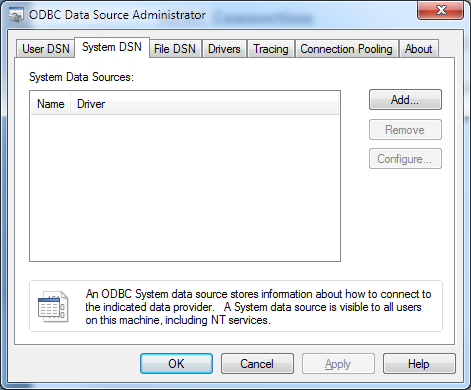 ODBC Data Source Administrator
User DSN System DSN File DSN Drivers Tracing Connection Pooling About
System Data Sources:
Name Driver
Add...
Remove
Configure...
An ODBC System data source stores information about how to connect to
the indicated data provider. A System data source is visible to all users
on this machine, including NT services.
OK Cancel Apply Help